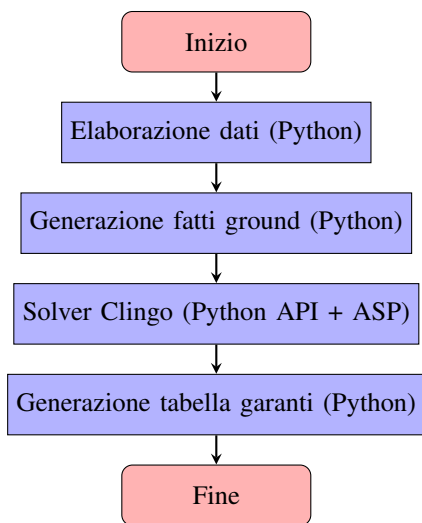 Inizio
Elaborazione dati (Python)
Generazione fatti ground (Python)
Solver Clingo (Python API + ASP)
Generazione tabella garanti (Python)
Fine